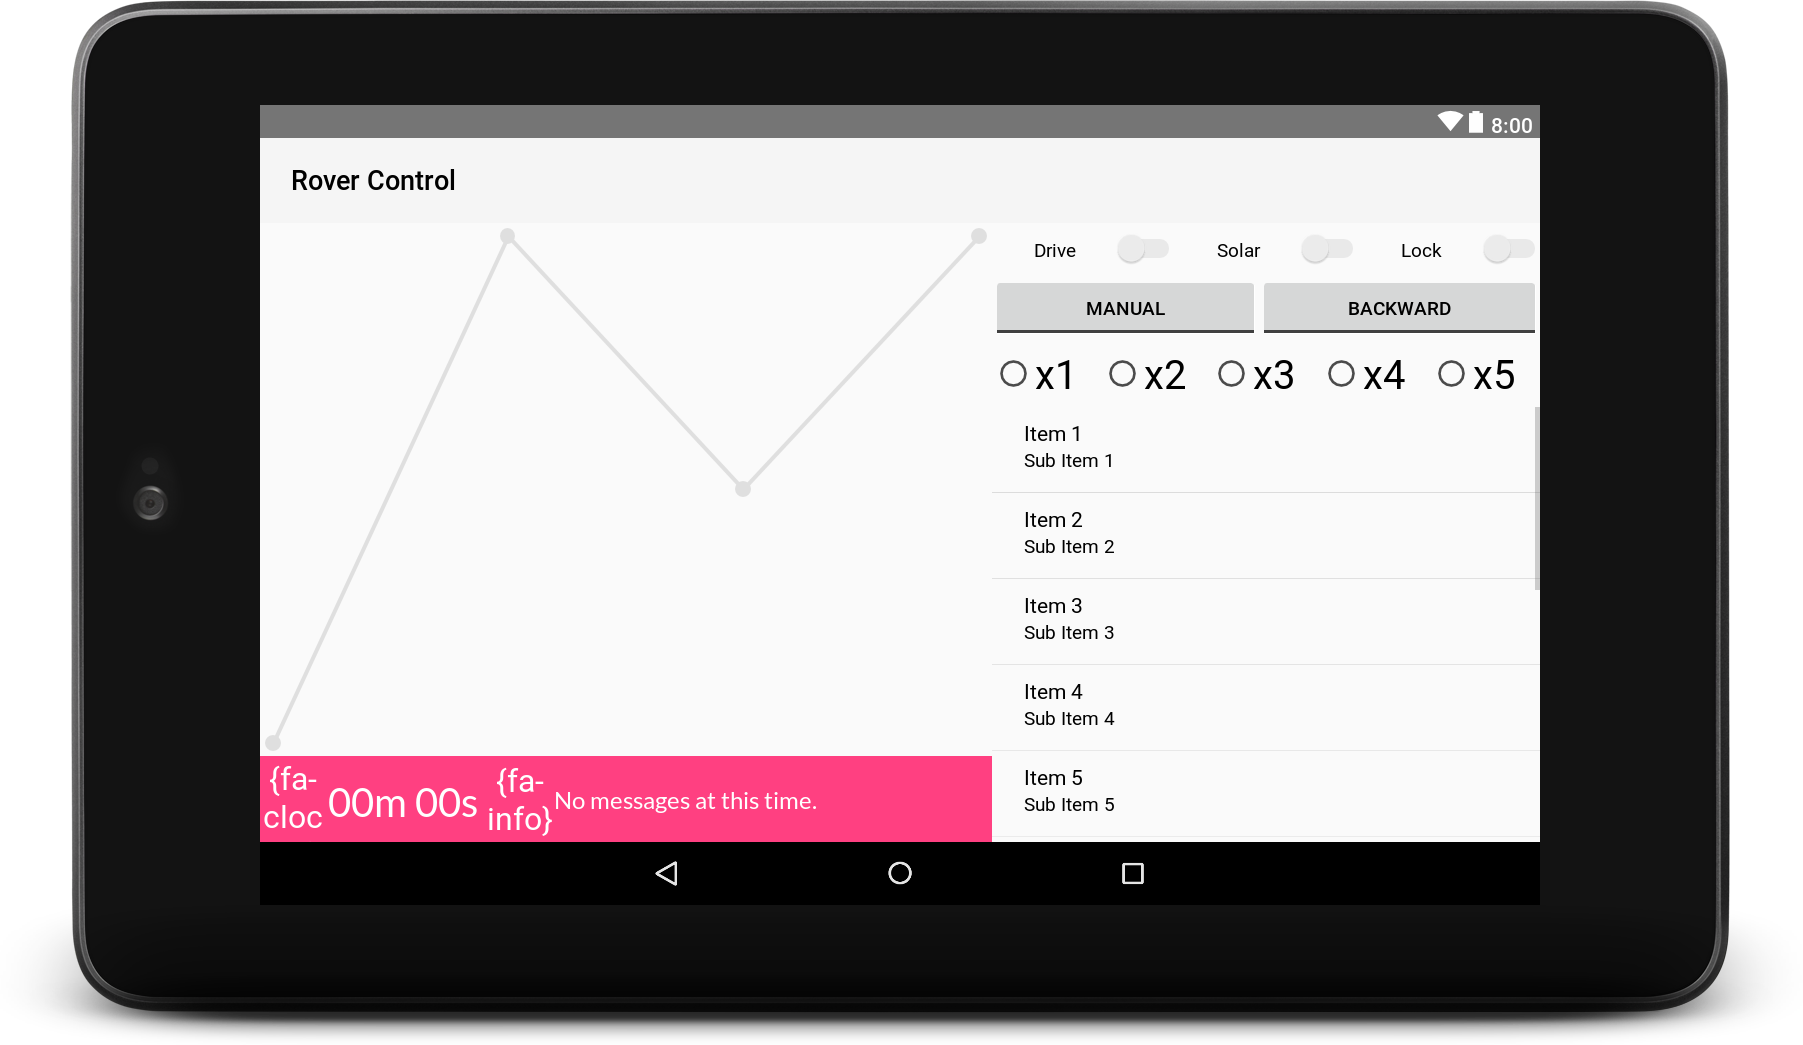 8:00
Rover Control
Drive Solar Lock
MANUAL BACKWARD
x1 x2 x3 x4 x5
Item 1
Sub Item 1
Item 2
Sub Item 2
Item 3
Sub Item 3
Item 4
Sub Item 4
Item 5
Sub Item 5
{fa-
cloc
00m 00s
{fa-
info}
No messages at this time.